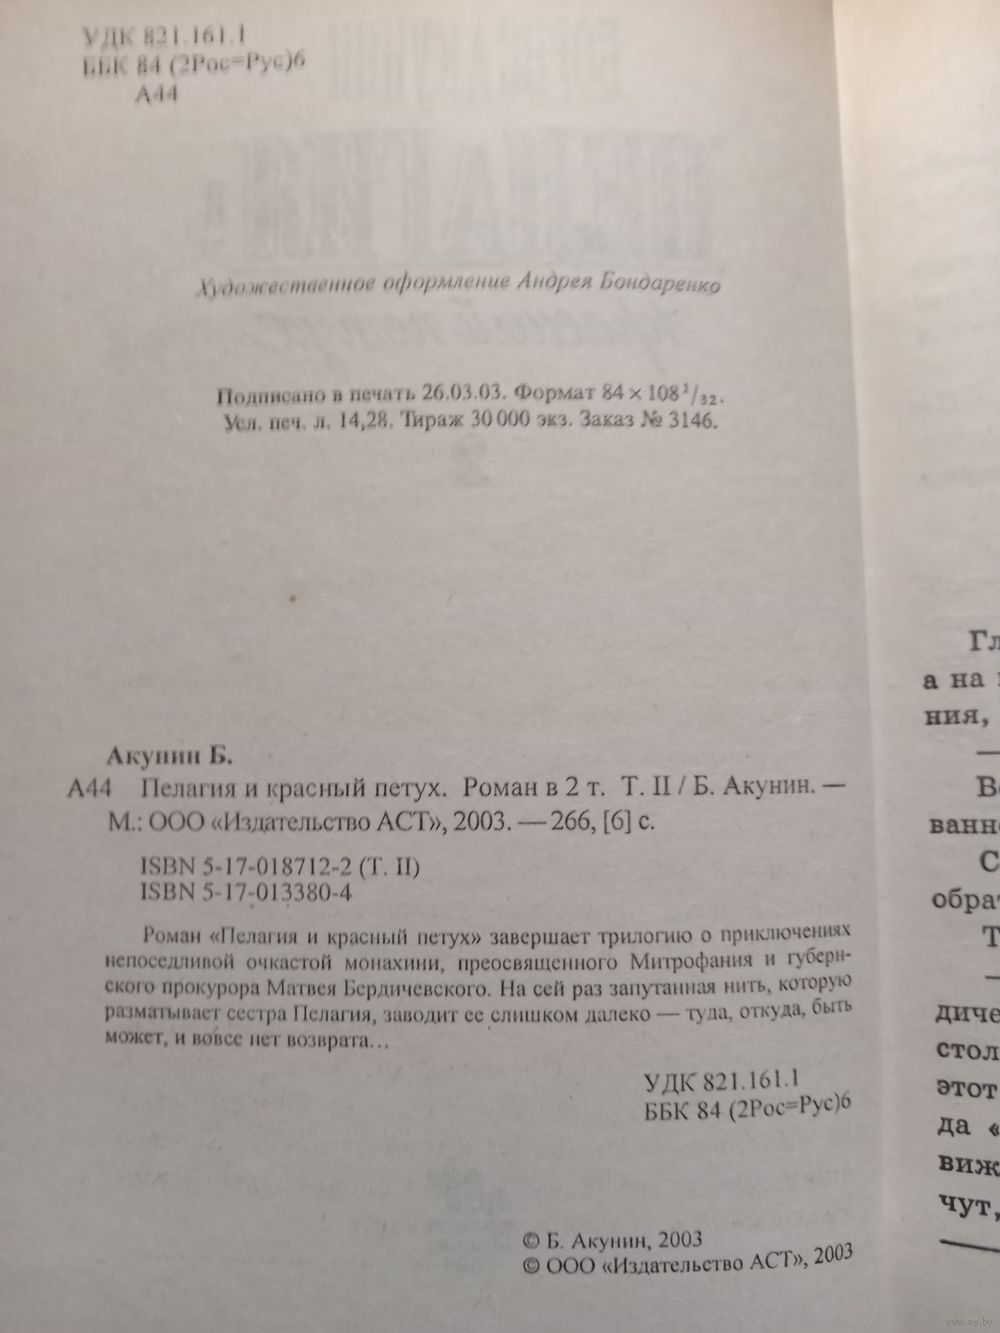 УДК 821.161.1
ББК 84 (2Рос=Рус)6
А44
Художественное оформление Андрея Бондаренко
Подписано в печать 26.03.03. Формат 84 × 108 1/32.
Усл. печ. л. 14,28. Тираж 30 000 экз. Заказ № 3146.
Акунин Б.
А44 Пелагия и красный петух. Роман в 2 т. Т. II / Б. Акунин. —
М.: ООО «Издательство АСТ», 2003. — 266, [6] с.
ISBN 5-17-018712-2 (Т. II)
ISBN 5-17-013380-4
Роман «Пелагия и красный петух» завершает трилогию о приключениях
непоседливой очкастой монахини, преосвященного Митрофания и губерн-
ского прокурора Матвея Бердичевского. На сей раз запутанная нить, которую
разматывает сестра Пелагия, заводит ее слишком далеко — туда, откуда, быть
может, и вовсе нет возврата...
УДК 821.161.1
ББК 84 (2Рос=Рус)6
© Б. Акунин, 2003
© ООО «Издательство АСТ», 2003
Гл
а на
ния,
—
ванн
С
обра
Т
—
диче
стол
этот
да «
виж
чут,
www.ay.by